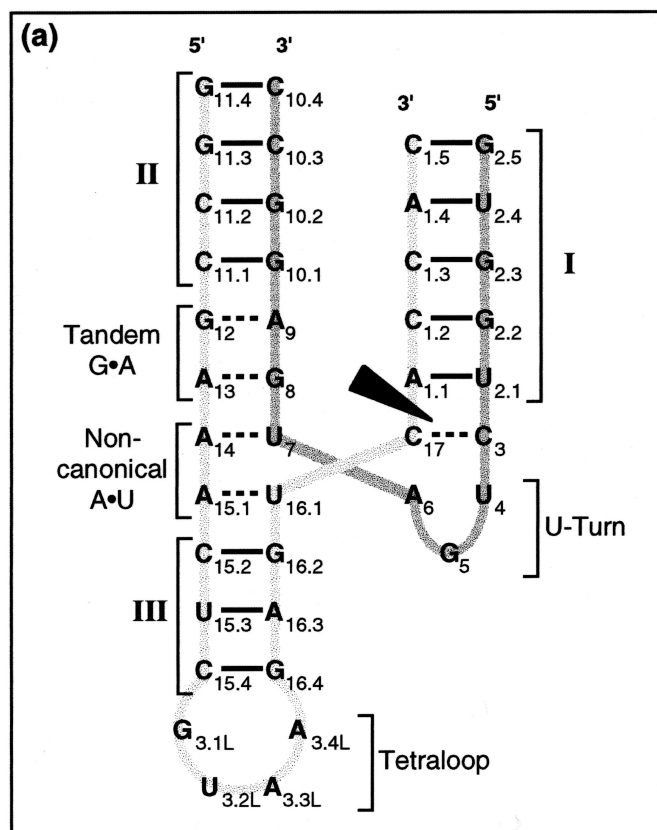 (a)
5' 3'
3' 5'
G11.4 C10.4
G11.3 C10.3 C1.5 G2.5
II
C11.2 G10.2 A1.4 U2.4
C11.1 G10.1 C1.3 G2.3 I
Tandem G•A
G12 A9 C1.2 G2.2
A13 G8 A1.1 U2.1
Non-canonical A•U
A14 U7 C17 C3
A15.1 U16.1 A6 U4
U-Turn
G5
C15.2 G16.2
III
U15.3 A16.3
C15.4 G16.4
G3.1L A3.4L
Tetraloop
U3.2L A3.3L